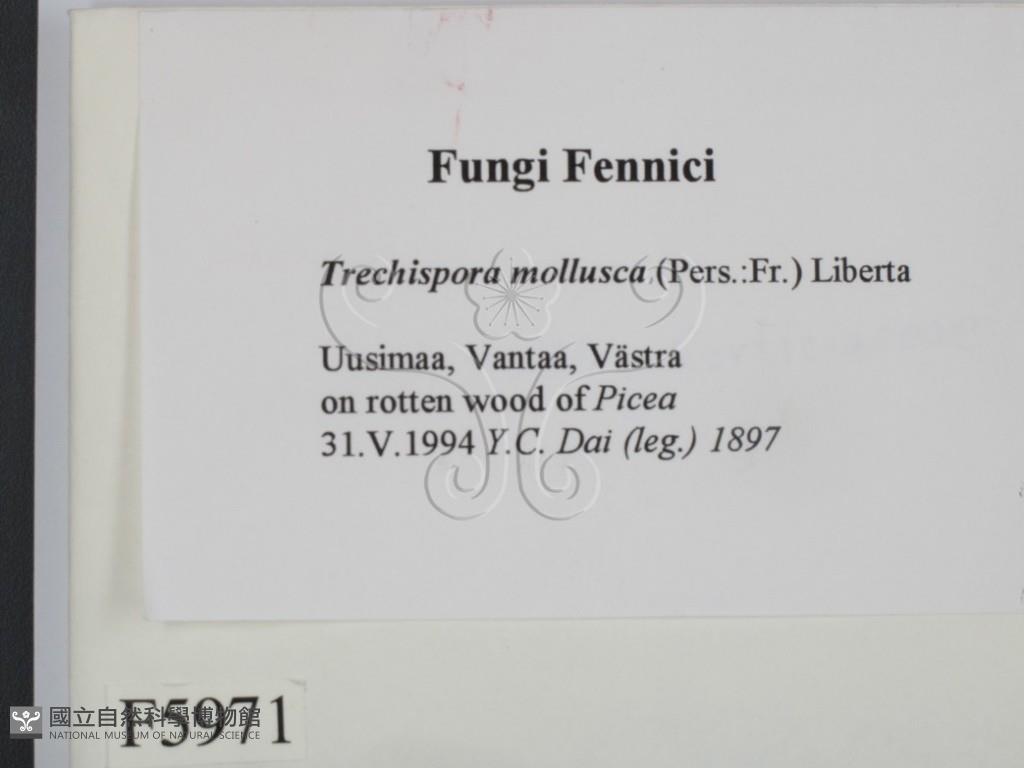 Fungi Fennici
Trechispora mollusca (Pers.:Fr.) Liberta
Uusimaa, Vantaa, Västra
on rotten wood of Picea
31.V.1994 Y.C. Dai (leg.) 1897
F5971
國立自然科學博物館
NATIONAL MUSEUM OF NATURAL SCIENCE